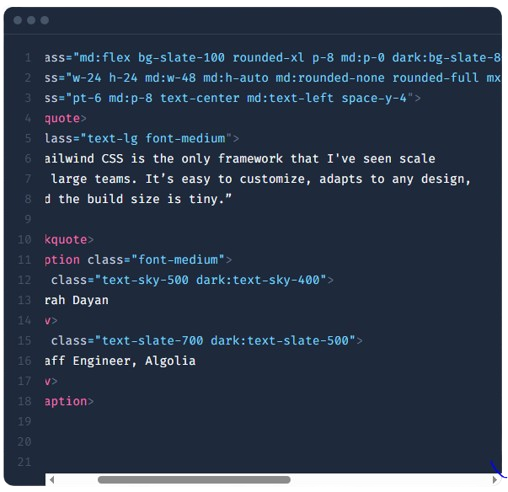 1 ass="md:flex bg-slate-100 rounded-xl p-8 md:p-0 dark:bg-slate-8
2 ss="w-24 h-24 md:w-48 md:h-auto md:rounded-none rounded-full mx
3 ss="pt-6 md:p-8 text-center md:text-left space-y-4">
4 quote>
5 lass="text-lg font-medium">
6 ailwind CSS is the only framework that I've seen scale
7 large teams. It’s easy to customize, adapts to any design,
8 d the build size is tiny.”
9
10 kquote>
11 ption class="font-medium">
12 class="text-sky-500 dark:text-sky-400">
13 rah Dayan
14 v>
15 class="text-slate-700 dark:text-slate-500">
16 aff Engineer, Algolia
17 v>
18 aption>
19
20
21